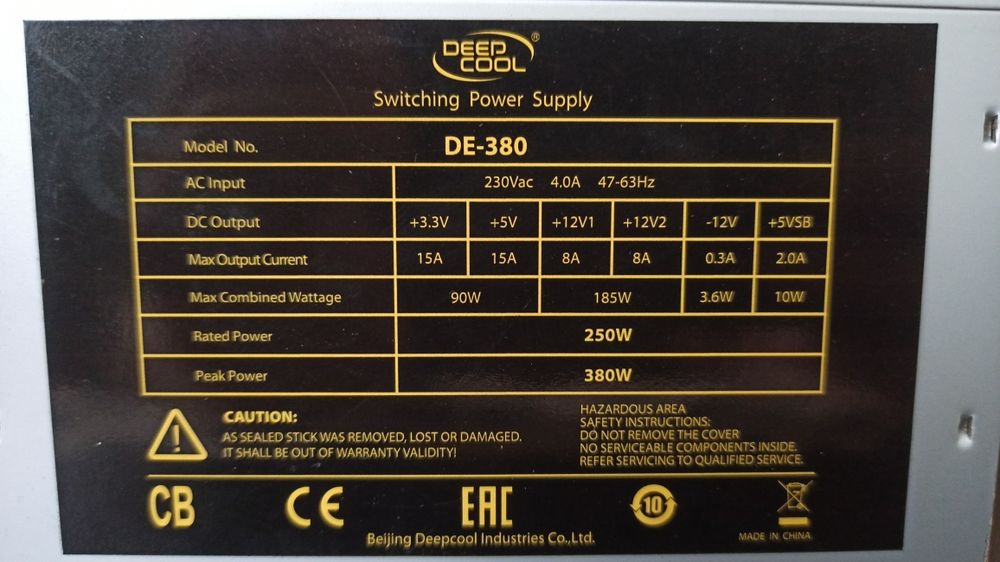 DEEP
COOL®
Switching Power Supply
Model No. DE-380
AC Input 230Vac 4.0A 47-63Hz
DC Output +3.3V +5V +12V1 +12V2 -12V +5VSB
Max Output Current 15A 15A 8A 8A 0.3A 2.0A
Max Combined Wattage 90W 185W 3.6W 10W
Rated Power 250W
Peak Power 380W
CAUTION:
AS SEALED STICK WAS REMOVED, LOST OR DAMAGED.
IT SHALL BE OUT OF WARRANTY VALIDITY!
HAZARDOUS AREA
SAFETY INSTRUCTIONS:
DO NOT REMOVE THE COVER
NO SERVICEABLE COMPONENTS INSIDE.
REFER SERVICING TO QUALIFIED SERVICE.
CB CE EAC 10
Beijing Deepcool Industries Co.,Ltd.
MADE IN CHINA